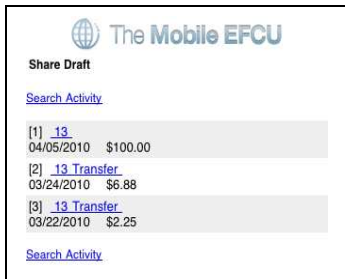 The Mobile EFCU
Share Draft
Search Activity
[1] 13
04/05/2010 $100.00
[2] 13 Transfer
03/24/2010 $6.88
[3] 13 Transfer
03/22/2010 $2.25
Search Activity